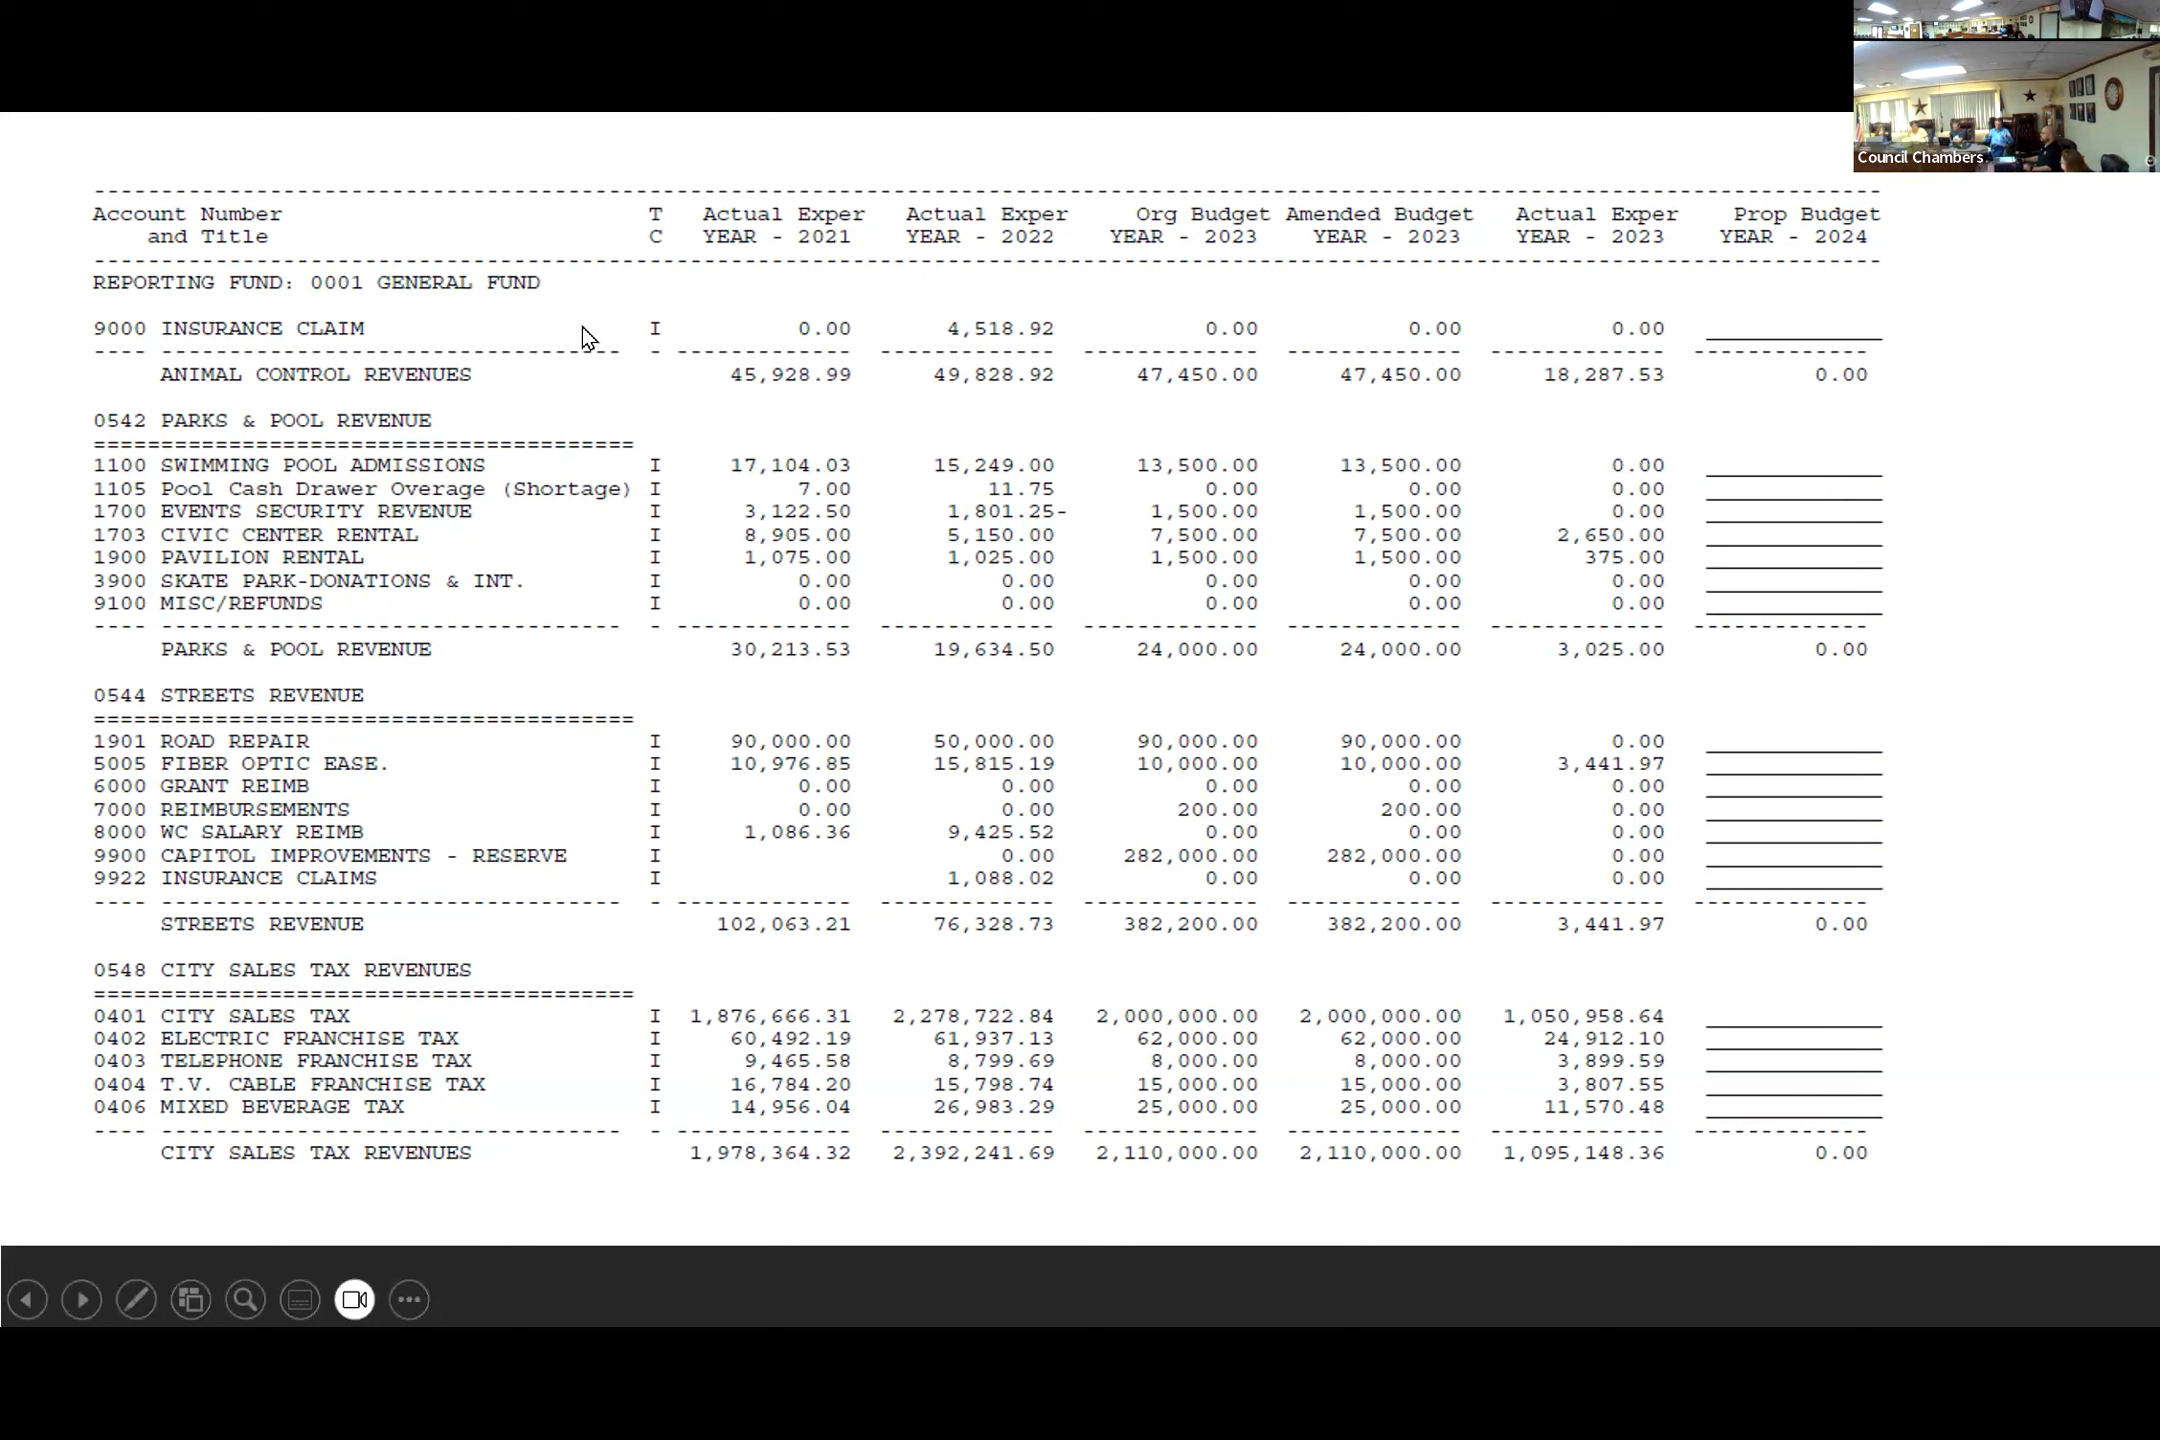 Council Chambers
Account Number T Actual Exper Actual Exper Org Budget Amended Budget Actual Exper Prop Budget
and Title C YEAR - 2021 YEAR - 2022 YEAR - 2023 YEAR - 2023 YEAR - 2023 YEAR - 2024
REPORTING FUND: 0001 GENERAL FUND
9000 INSURANCE CLAIM I 0.00 4,518.92 0.00 0.00 0.00
ANIMAL CONTROL REVENUES 45,928.99 49,828.92 47,450.00 47,450.00 18,287.53 0.00
0542 PARKS & POOL REVENUE
1100 SWIMMING POOL ADMISSIONS I 17,104.03 15,249.00 13,500.00 13,500.00 0.00
1105 Pool Cash Drawer Overage (Shortage) I 7.00 11.75 0.00 0.00 0.00
1700 EVENTS SECURITY REVENUE I 3,122.50 1,801.25- 1,500.00 1,500.00 0.00
1703 CIVIC CENTER RENTAL I 8,905.00 5,150.00 7,500.00 7,500.00 2,650.00
1900 PAVILION RENTAL I 1,075.00 1,025.00 1,500.00 1,500.00 375.00
3900 SKATE PARK-DONATIONS & INT. I 0.00 0.00 0.00 0.00 0.00
9100 MISC/REFUNDS I 0.00 0.00 0.00 0.00 0.00
PARKS & POOL REVENUE 30,213.53 19,634.50 24,000.00 24,000.00 3,025.00 0.00
0544 STREETS REVENUE
1901 ROAD REPAIR I 90,000.00 50,000.00 90,000.00 90,000.00 0.00
5005 FIBER OPTIC EASE. I 10,976.85 15,815.19 10,000.00 10,000.00 3,441.97
6000 GRANT REIMB I 0.00 0.00 0.00 0.00 0.00
7000 REIMBURSEMENTS I 0.00 0.00 200.00 200.00 0.00
8000 WC SALARY REIMB I 1,086.36 9,425.52 0.00 0.00 0.00
9900 CAPITOL IMPROVEMENTS - RESERVE I 0.00 282,000.00 282,000.00 0.00
9922 INSURANCE CLAIMS I 1,088.02 0.00 0.00 0.00
STREETS REVENUE 102,063.21 76,328.73 382,200.00 382,200.00 3,441.97 0.00
0548 CITY SALES TAX REVENUES
0401 CITY SALES TAX I 1,876,666.31 2,278,722.84 2,000,000.00 2,000,000.00 1,050,958.64
0402 ELECTRIC FRANCHISE TAX I 60,492.19 61,937.13 62,000.00 62,000.00 24,912.10
0403 TELEPHONE FRANCHISE TAX I 9,465.58 8,799.69 8,000.00 8,000.00 3,899.59
0404 T.V. CABLE FRANCHISE TAX I 16,784.20 15,798.74 15,000.00 15,000.00 3,807.55
0406 MIXED BEVERAGE TAX I 14,956.04 26,983.29 25,000.00 25,000.00 11,570.48
CITY SALES TAX REVENUES 1,978,364.32 2,392,241.69 2,110,000.00 2,110,000.00 1,095,148.36 0.00